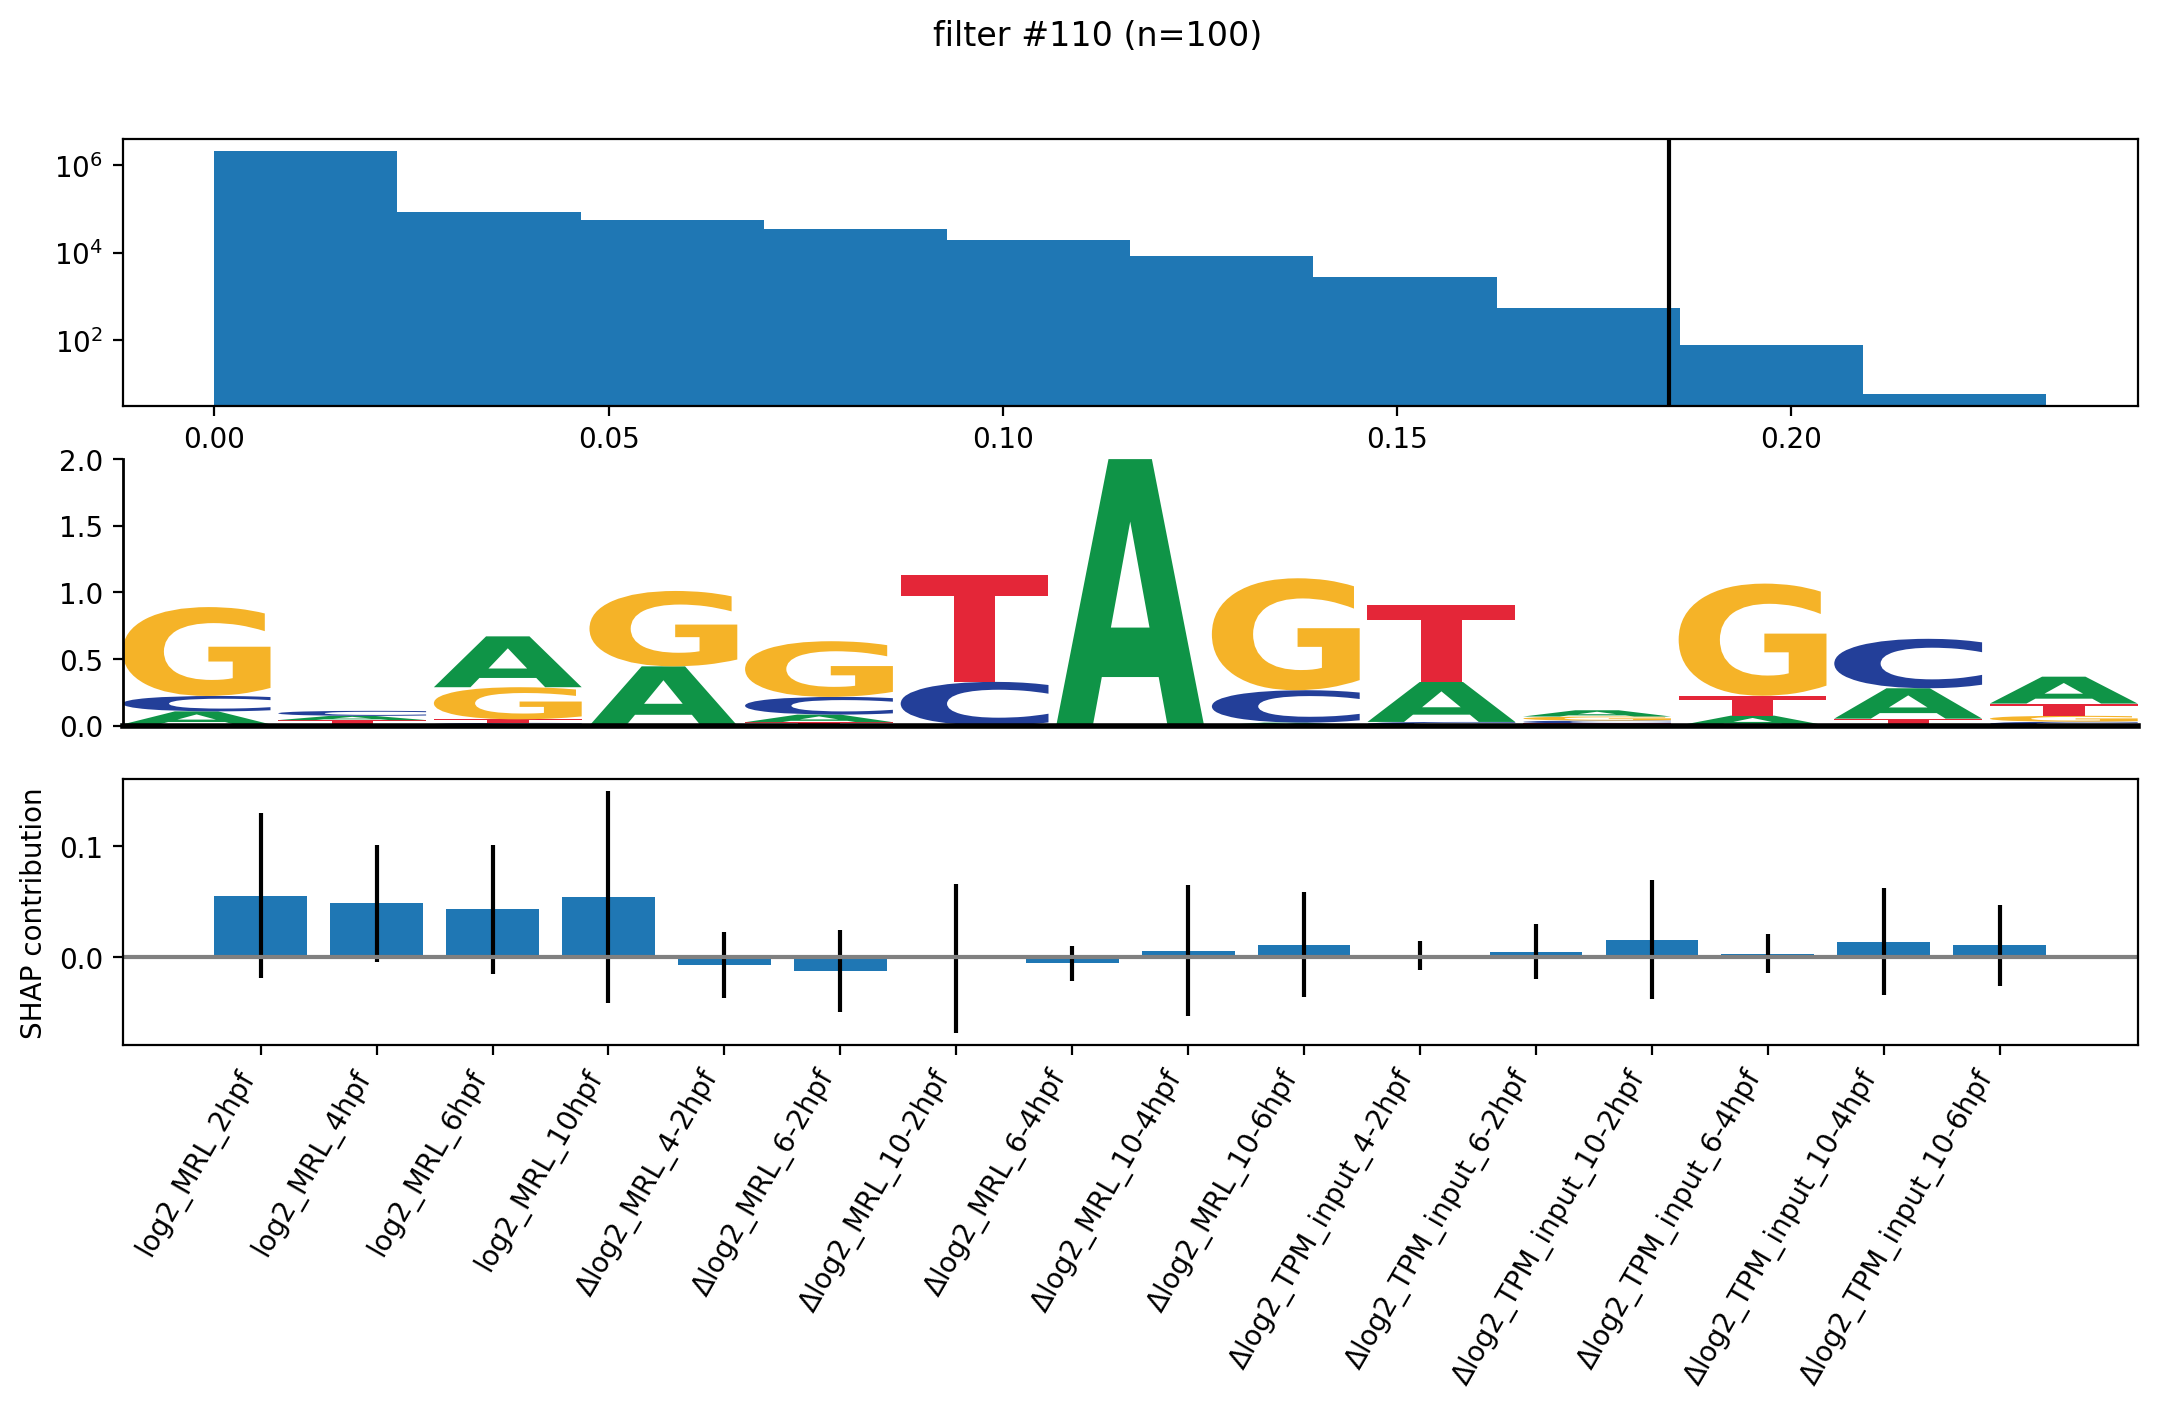 filter #110 (n=100)
10^6
10^4
10^2
0.00 0.05 0.10 0.15 0.20
2.0
1.5
1.0
0.5
0.0
G C A
C A T
A G T
G A
G C A T
T C
A
G C
T A C
A G C
G T A
C A T
A T G C
SHAP contribution
0.1
0.0
log2_MRL_2hpf
log2_MRL_4hpf
log2_MRL_6hpf
log2_MRL_10hpf
Δlog2_MRL_4-2hpf
Δlog2_MRL_6-2hpf
Δlog2_MRL_10-2hpf
Δlog2_MRL_6-4hpf
Δlog2_MRL_10-4hpf
Δlog2_MRL_10-6hpf
Δlog2_TPM_input_4-2hpf
Δlog2_TPM_input_6-2hpf
Δlog2_TPM_input_10-2hpf
Δlog2_TPM_input_6-4hpf
Δlog2_TPM_input_10-4hpf
Δlog2_TPM_input_10-6hpf